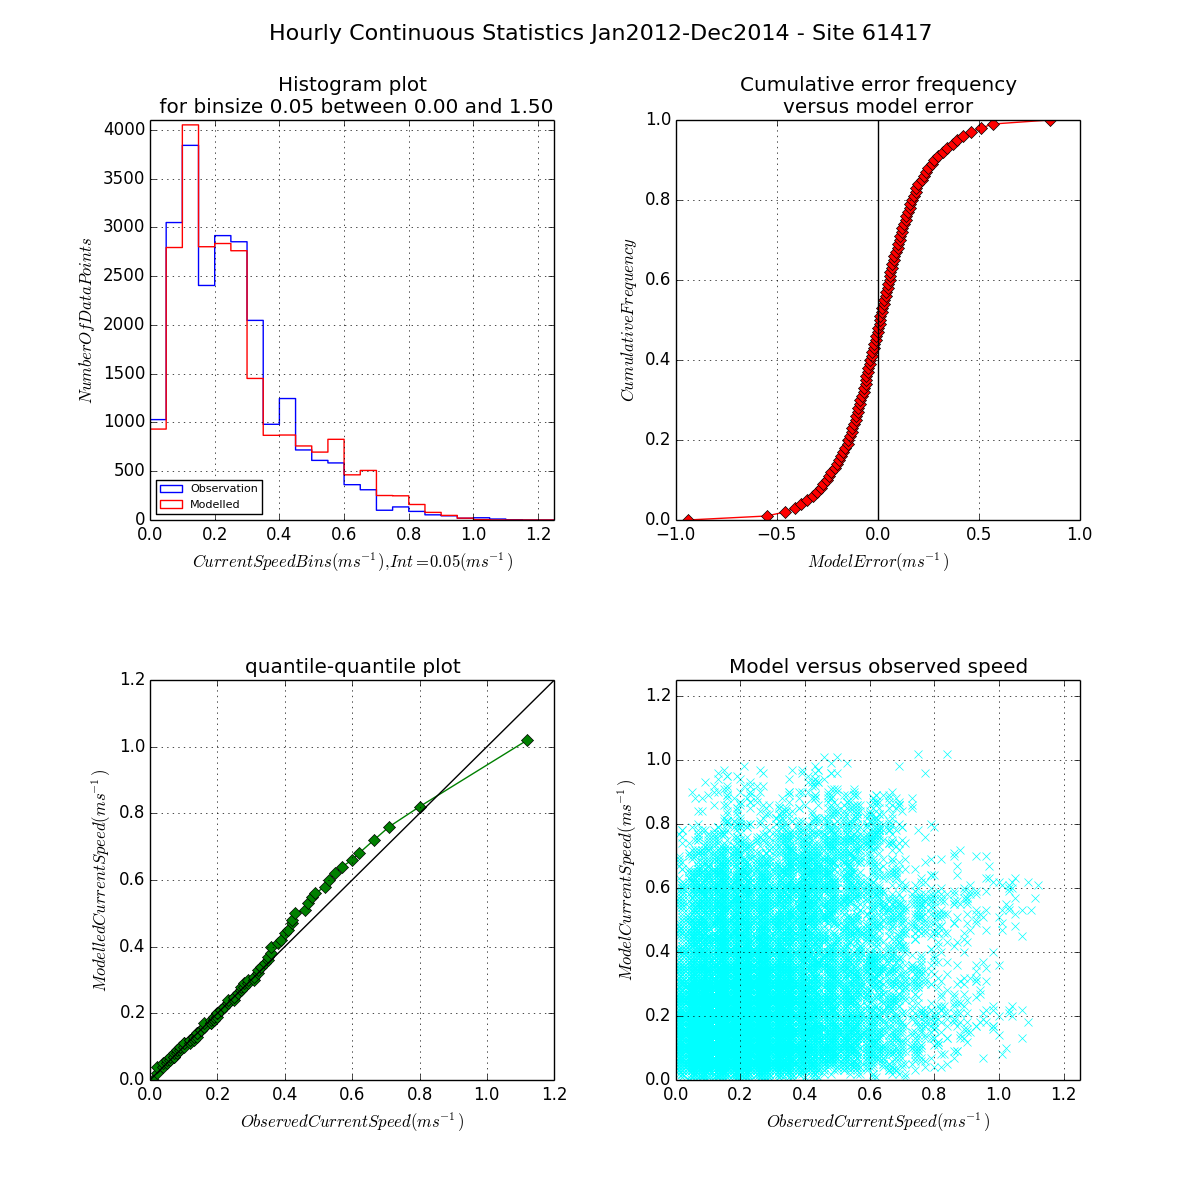 Hourly Continuous Statistics Jan2012-Dec2014 - Site 61417
Histogram plot
for binsize 0.05 between 0.00 and 1.50
4000
3500
3000
2500
2000
1500
1000
500
0
NumberOfDataPoints
Observation
Modelled
0.0 0.2 0.4 0.6 0.8 1.0 1.2
CurrentSpeedBins(ms⁻¹),Int=0.05(ms⁻¹)
Cumulative error frequency
versus model error
1.0
0.8
0.6
0.4
0.2
0.0
CumulativeFrequency
−1.0 −0.5 0.0 0.5 1.0
ModelError(ms⁻¹)
quantile-quantile plot
1.2
1.0
0.8
0.6
0.4
0.2
0.0
ModelledCurrentSpeed(ms⁻¹)
0.0 0.2 0.4 0.6 0.8 1.0 1.2
ObservedCurrentSpeed(ms⁻¹)
Model versus observed speed
1.2
1.0
0.8
0.6
0.4
0.2
0.0
ModelCurrentSpeed(ms⁻¹)
0.0 0.2 0.4 0.6 0.8 1.0 1.2
ObservedCurrentSpeed(ms⁻¹)